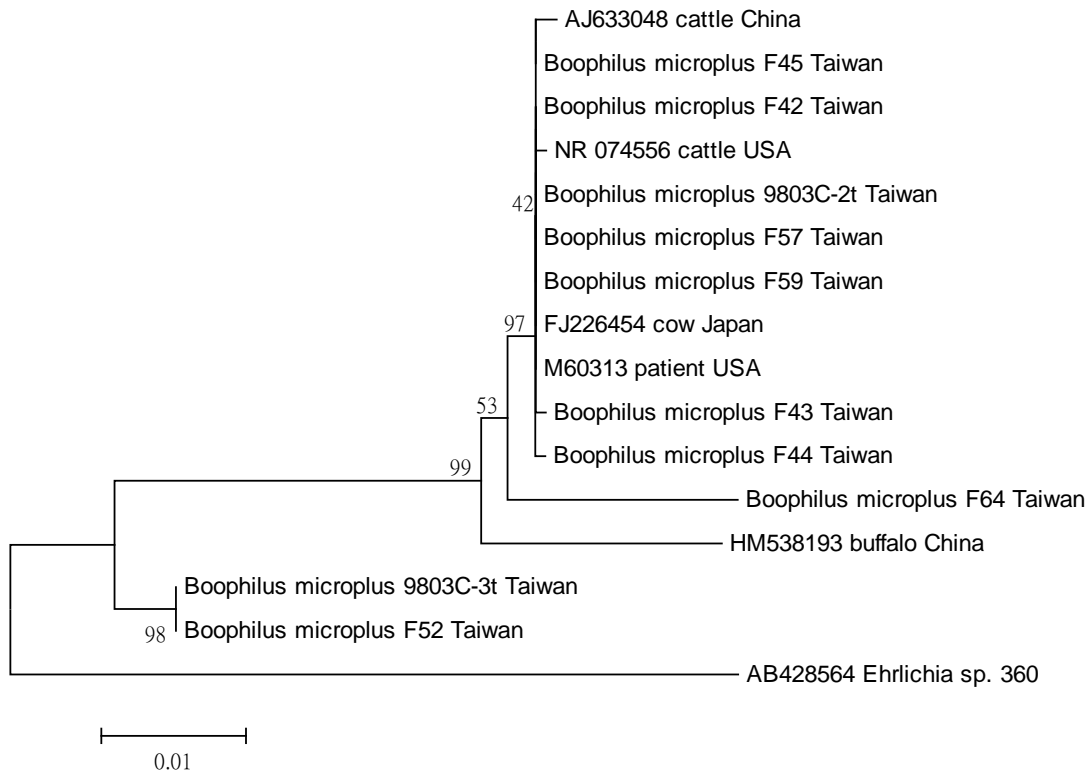 AJ633048 cattle China
Boophilus microplus F45 Taiwan
Boophilus microplus F42 Taiwan
NR 074556 cattle USA
Boophilus microplus 9803C-2t Taiwan
42
Boophilus microplus F57 Taiwan
Boophilus microplus F59 Taiwan
97
FJ226454 cow Japan
M60313 patient USA
53
Boophilus microplus F43 Taiwan
Boophilus microplus F44 Taiwan
99
Boophilus microplus F64 Taiwan
HM538193 buffalo China
Boophilus microplus 9803C-3t Taiwan
98
Boophilus microplus F52 Taiwan
AB428564 Ehrlichia sp. 360
0.01